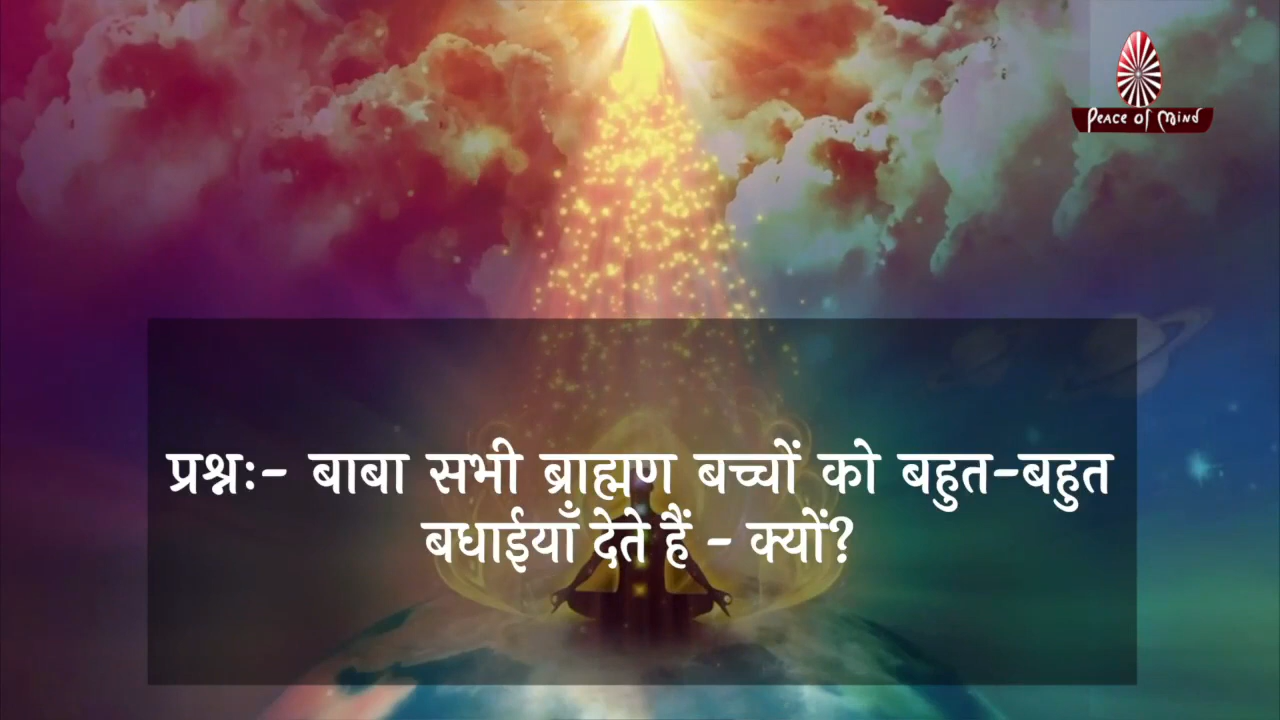 Peace of Mind
प्रश्नः- बाबा सभी ब्राह्मण बच्चों को बहुत-बहुत
बधाईयाँ देते हैं - क्यों?